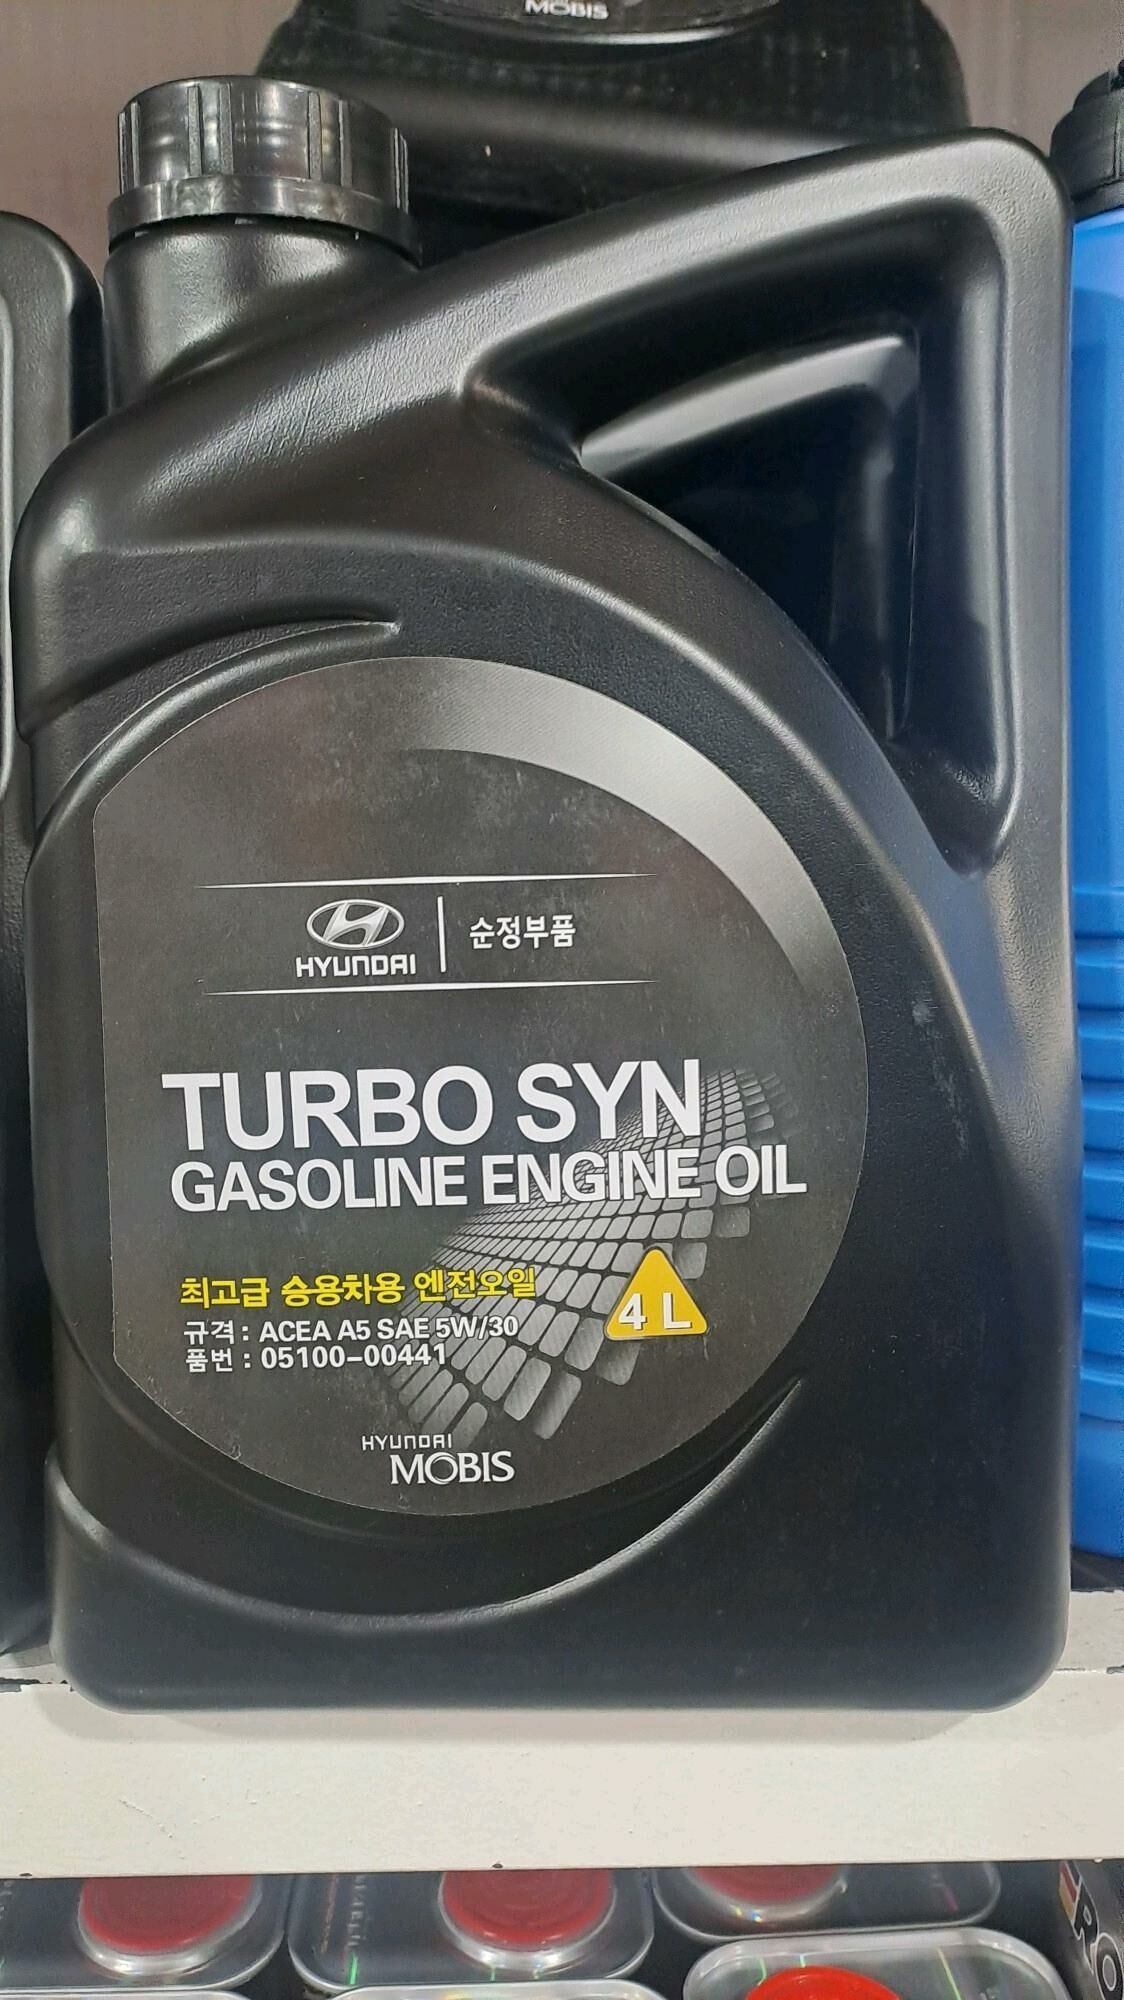 MOBIS
HYUNDAI
순정부품
TURBO SYN
GASOLINE ENGINE OIL
최고급 승용차용 엔진오일
4 L
규격 : ACEA A5 SAE 5W/30
품번 : 05100-00441
HYUNDAI
MOBIS